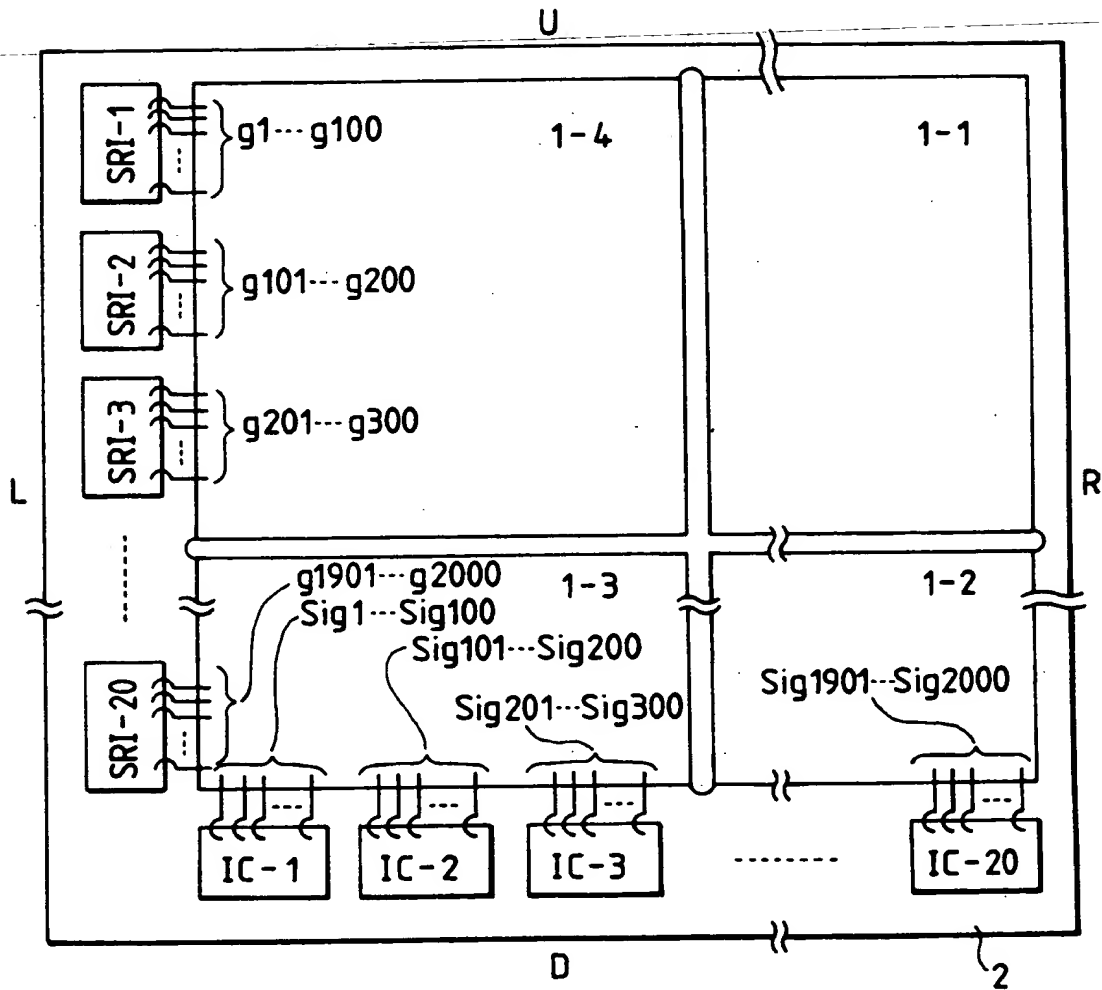 U
SRI-1
g1···g100
1-4
1-1
SRI-2
g101···g200
SRI-3
g201···g300
L
R
g1901···g2000
1-3
1-2
Sig1···Sig100
Sig101···Sig200
Sig201···Sig300
Sig1901···Sig2000
SRI-20
IC-1
IC-2
IC-3
IC-20
D
2